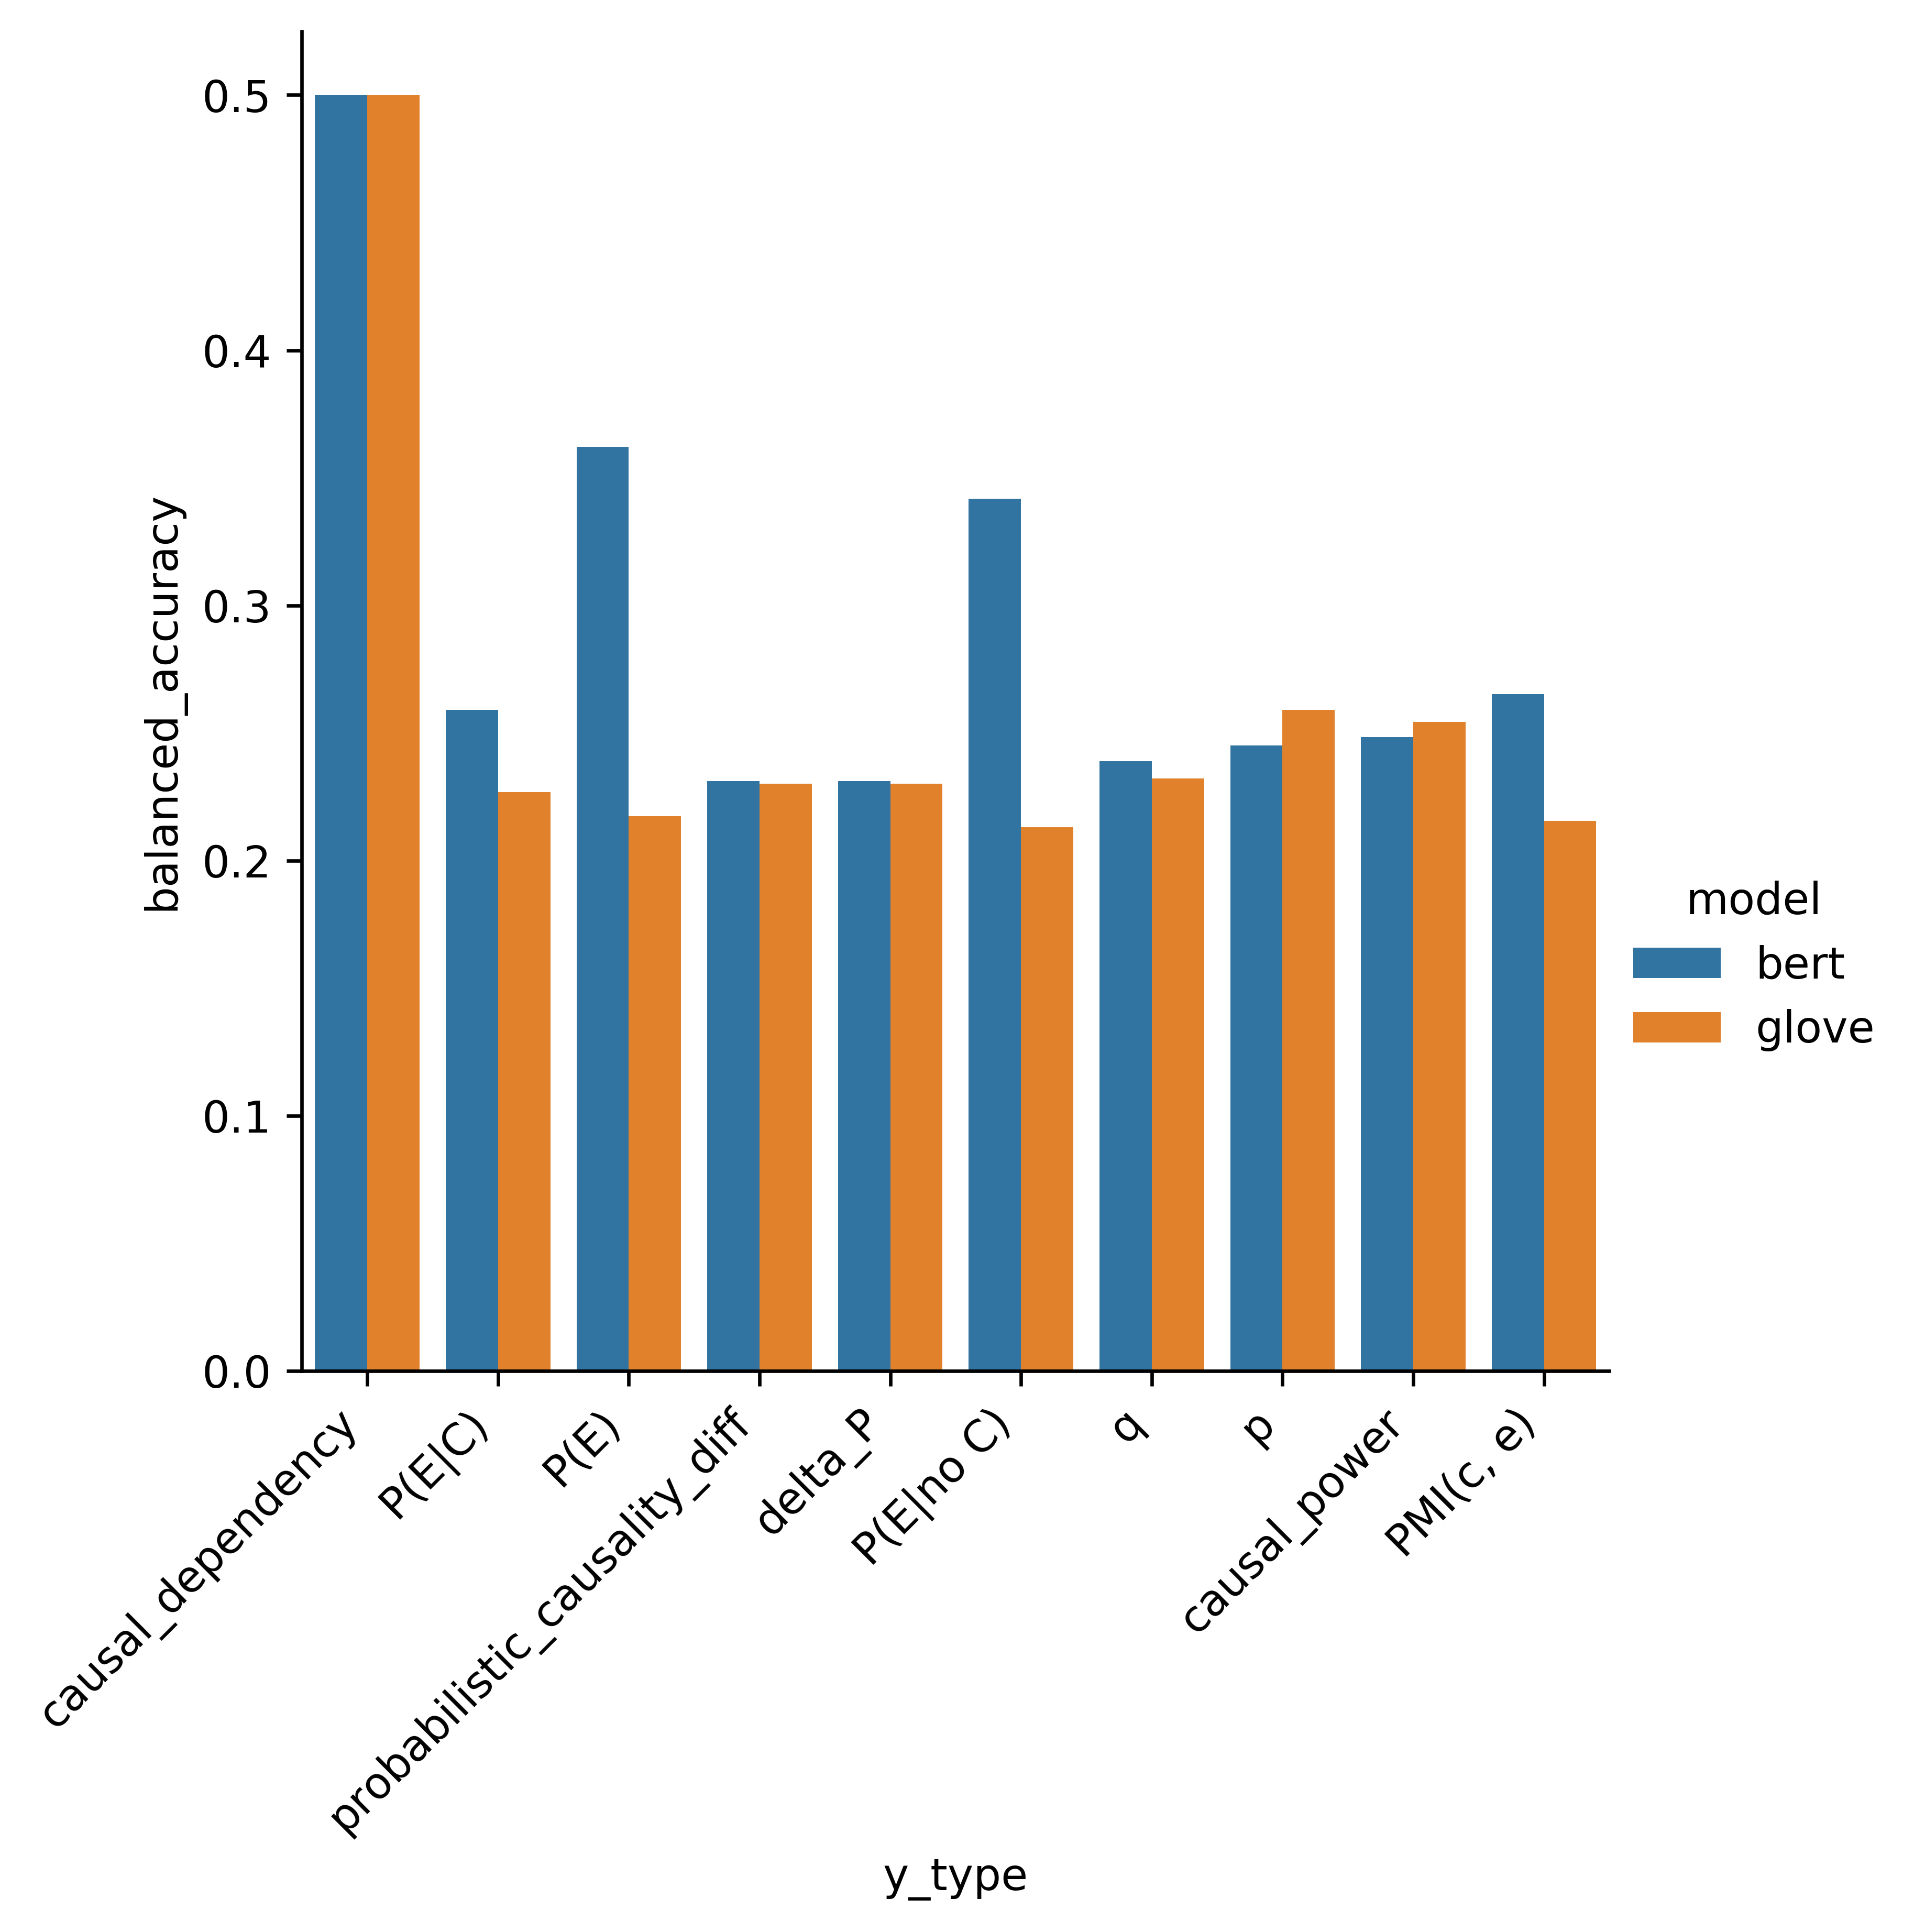 balanced_accuracy
0.5
0.4
0.3
0.2
0.1
0.0
causal_dependency
P(E|C)
P(E)
probabilistic_causality_diff
delta_P
P(E|no C)
q
p
causal_power
PMI(c, e)
y_type
model
bert
glove